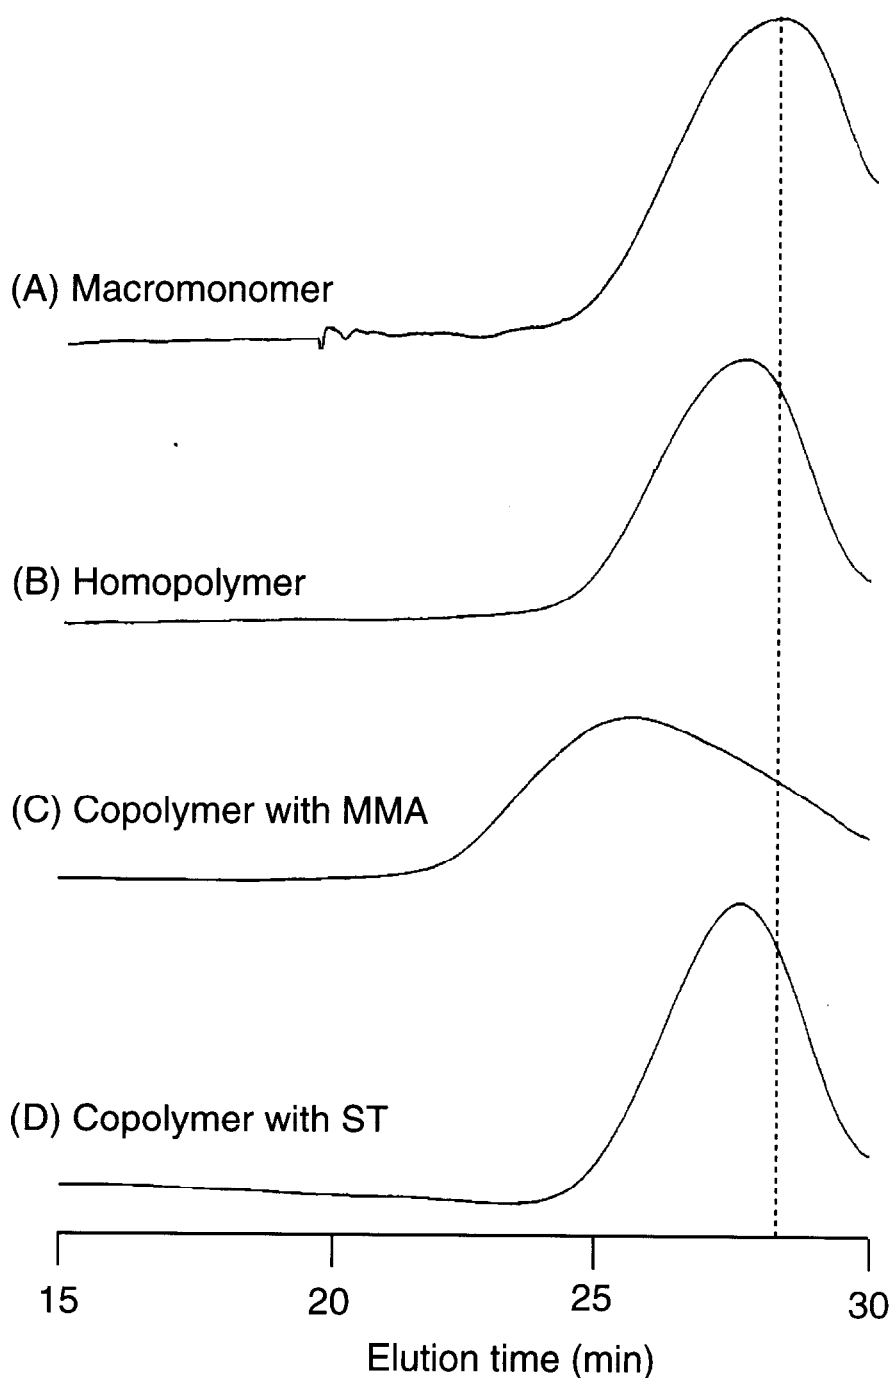 (A) Macromonomer
(B) Homopolymer
(C) Copolymer with MMA
(D) Copolymer with ST
15 20 25 30
Elution time (min)